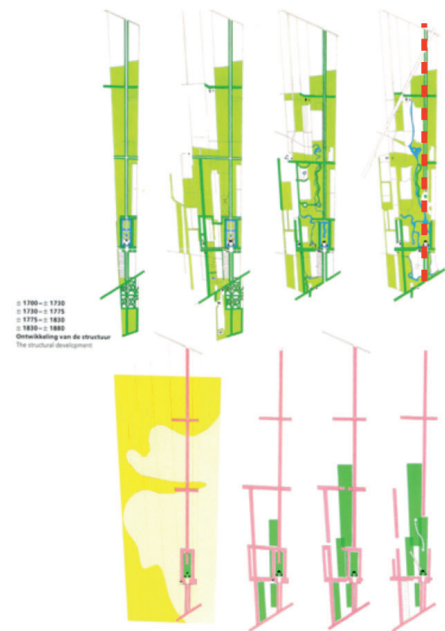 ± 1700 – ± 1730
± 1730 – ± 1775
± 1775 – ± 1830
± 1830 – ± 1880
Ontwikkeling van de structuur
The structural development